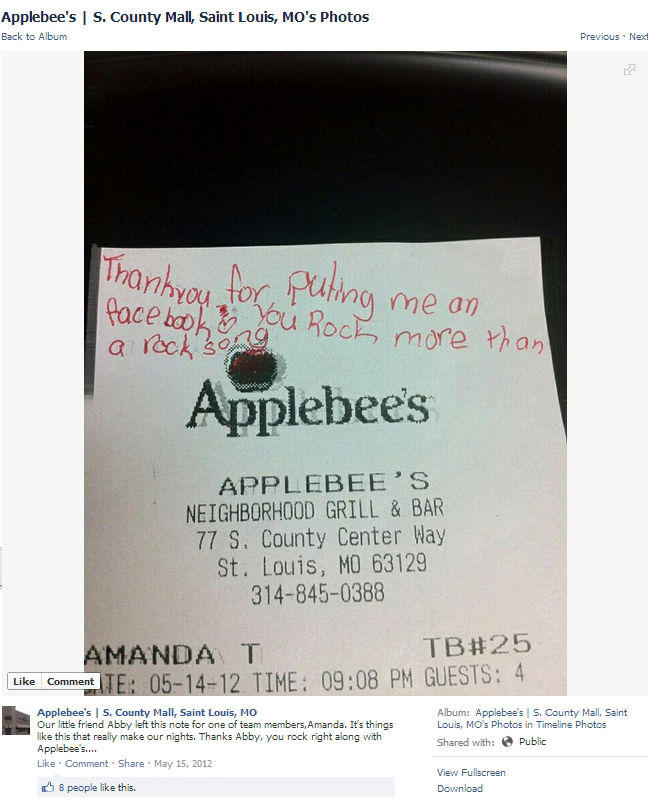 Applebee's | S. County Mall, Saint Louis, MO's Photos
Back to Album
Previous · Next
Thankyou for puting me on
facebook You Rock more than
a rock song
Applebee's
APPLEBEE'S
NEIGHBORHOOD GRILL & BAR
77 S. County Center Way
St. Louis, MO 63129
314-845-0388
AMANDA T TB#25
ATE: 05-14-12 TIME: 09:08 PM GUESTS: 4
Like Comment
Applebee's | S. County Mall, Saint Louis, MO
Our little friend Abby left this note for one of team members,Amanda. It's things
like this that really make our nights. Thanks Abby, you rock right along with
Applebee's....
Like · Comment · Share · May 15, 2012
8 people like this.
Album: Applebee's | S. County Mall, Saint
Louis, MO's Photos in Timeline Photos
Shared with: Public
View Fullscreen
Download